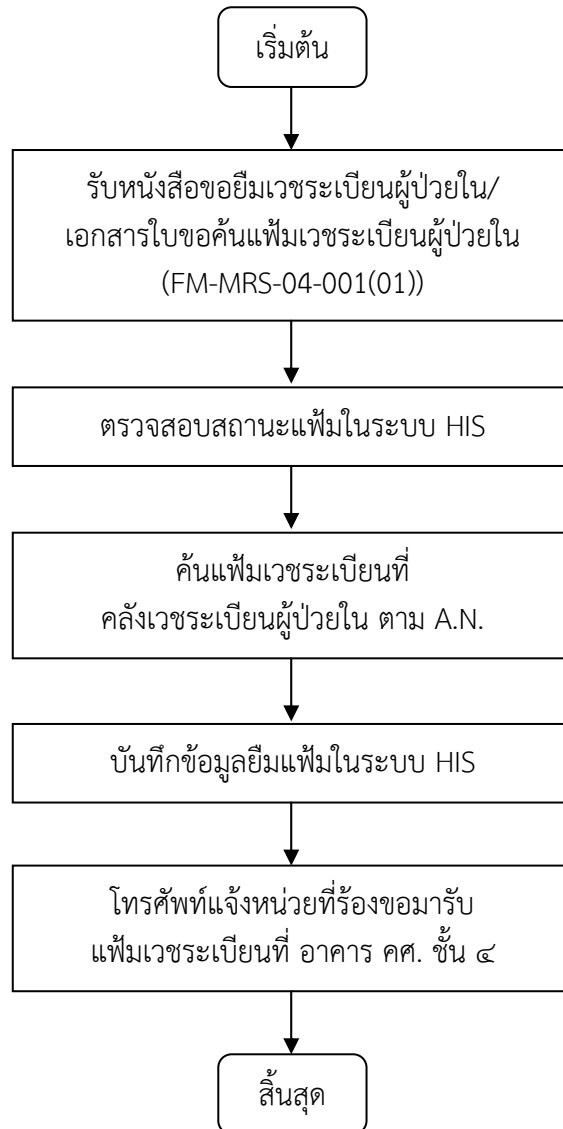 เริ่มต้น
รับหนังสือขอยืมเวชระเบียนผู้ป่วยใน/
เอกสารใบขอค้นแฟ้มเวชระเบียนผู้ป่วยใน
(FM-MRS-04-001(01))
ตรวจสอบสถานะแฟ้มในระบบ HIS
ค้นแฟ้มเวชระเบียนที่
คลังเวชระเบียนผู้ป่วยใน ตาม A.N.
บันทึกข้อมูลยืมแฟ้มในระบบ HIS
โทรศัพท์แจ้งหน่วยที่ร้องขอมารับ
แฟ้มเวชระเบียนที่ อาคาร คศ. ชั้น ๔
สิ้นสุด